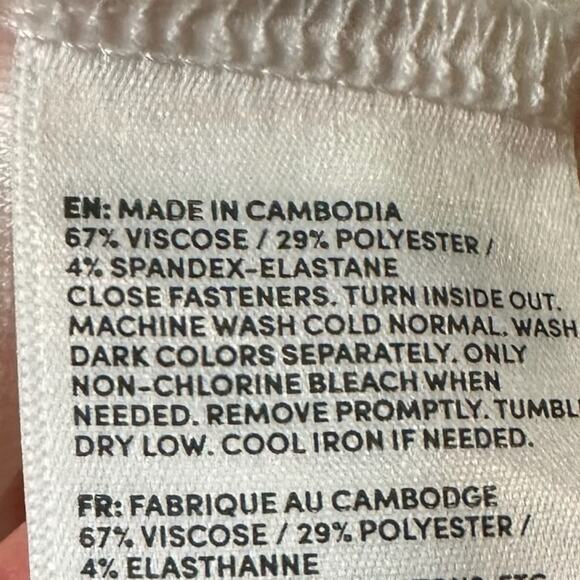 EN: MADE IN CAMBODIA
67% VISCOSE / 29% POLYESTER /
4% SPANDEX-ELASTANE
CLOSE FASTENERS. TURN INSIDE OUT.
MACHINE WASH COLD NORMAL. WASH
DARK COLORS SEPARATELY. ONLY
NON-CHLORINE BLEACH WHEN
NEEDED. REMOVE PROMPTLY. TUMBL
DRY LOW. COOL IRON IF NEEDED.
FR: FABRIQUE AU CAMBODGE
67% VISCOSE / 29% POLYESTER /
4% ELASTHANNE